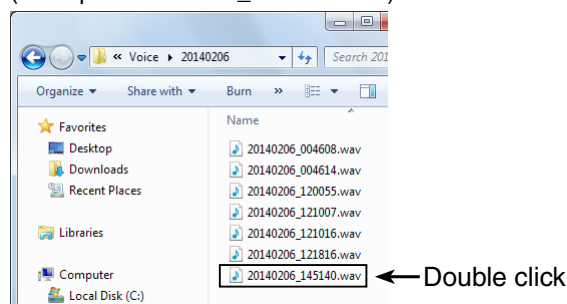 « Voice ▸ 20140206
Search 201
Organize ▾ Share with ▾ Burn »
Favorites
Desktop
Downloads
Recent Places
Libraries
Computer
Local Disk (C:)
Name
20140206_004608.wav
20140206_004614.wav
20140206_120055.wav
20140206_121007.wav
20140206_121016.wav
20140206_121816.wav
20140206_145140.wav
Double click